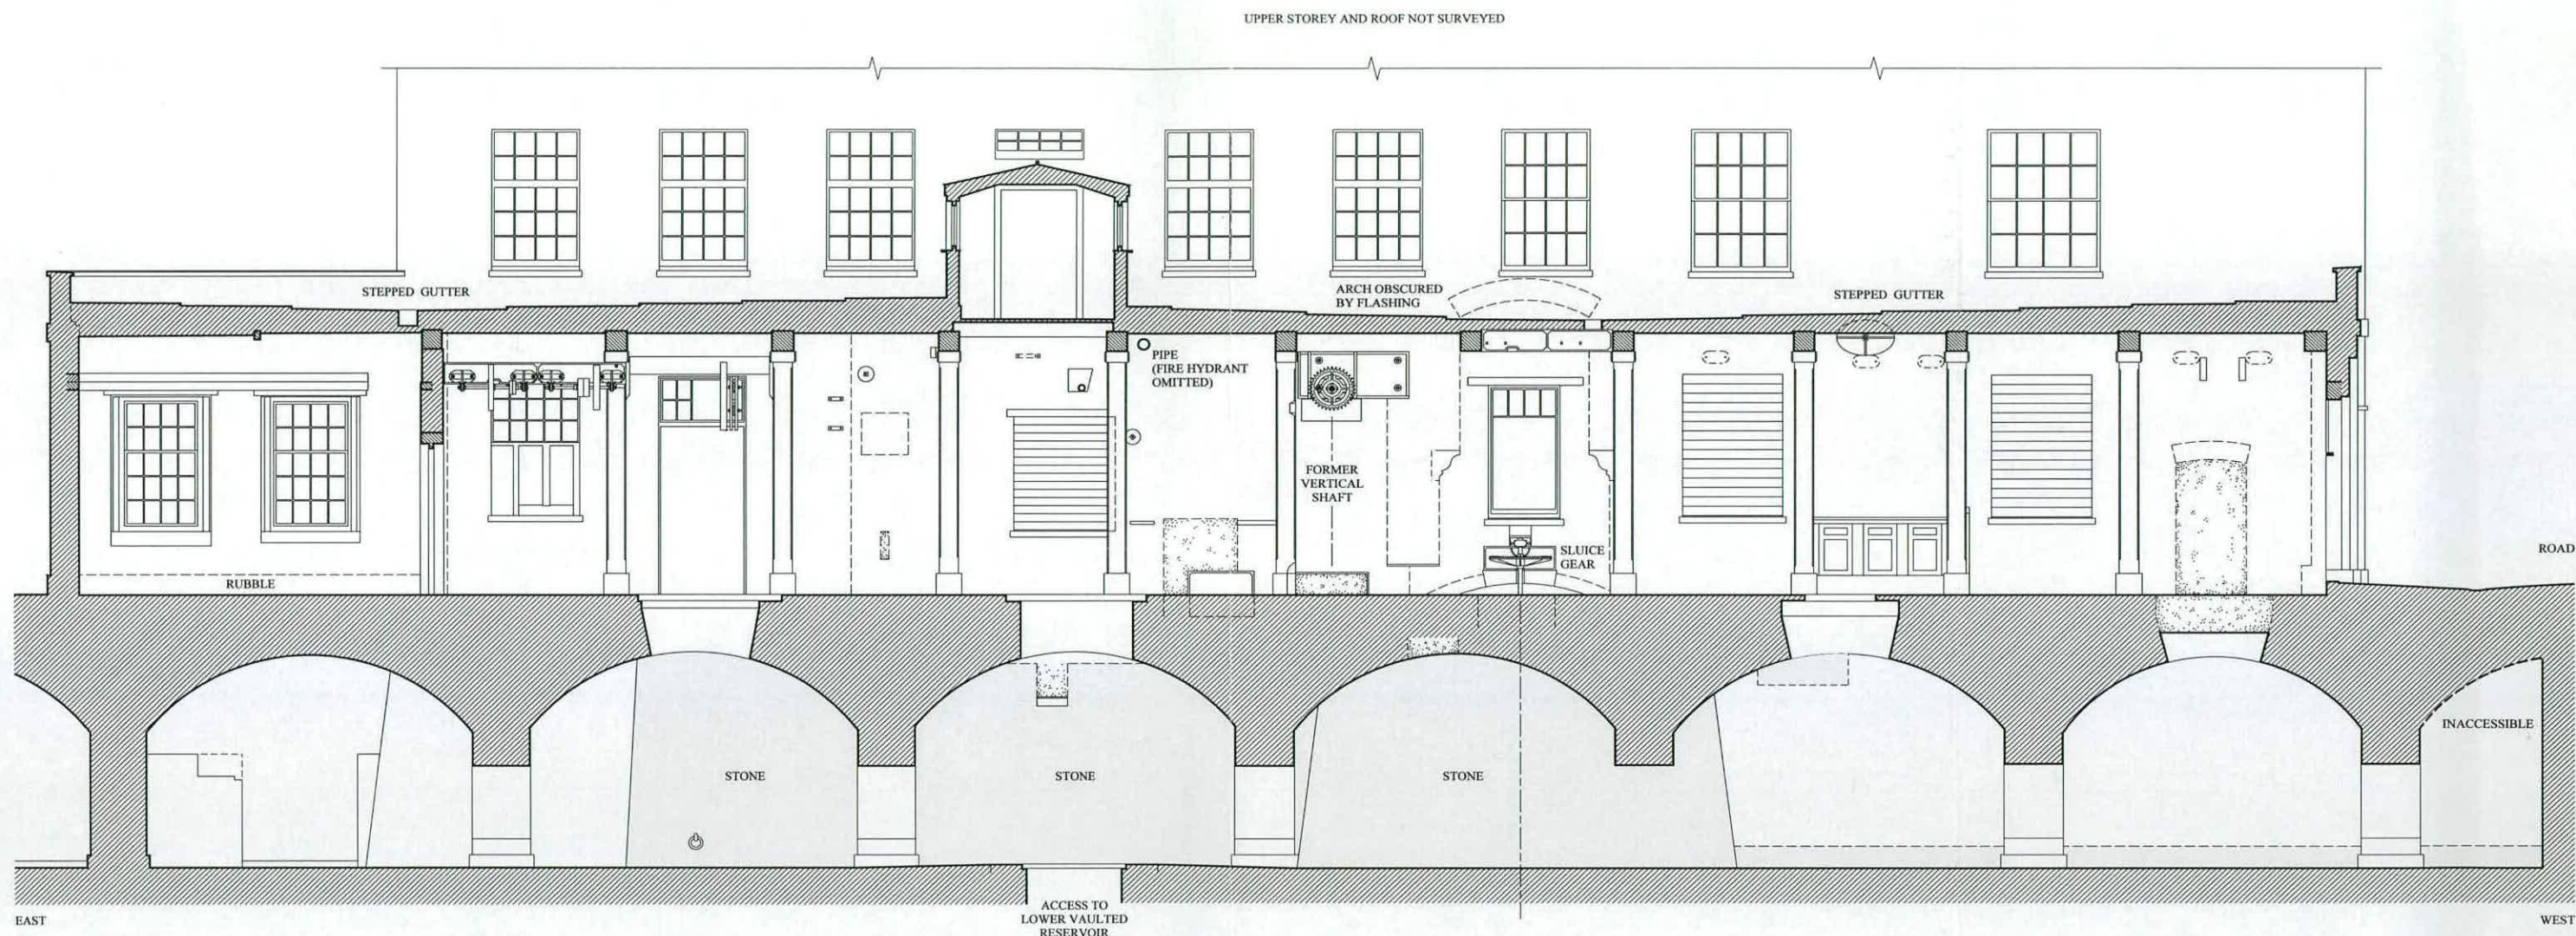 UPPER STOREY AND ROOF NOT SURVEYED
STEPPED GUTTER
ARCH OBSCURED
BY FLASHING
STEPPED GUTTER
PIPE
(FIRE HYDRANT
OMITTED)
FORMER
VERTICAL
SHAFT
SLUICE
GEAR
ROAD
RUBBLE
INACCESSIBLE
STONE
STONE
STONE
ACCESS TO
LOWER VAULTED
RESERVOIR
EAST
WEST